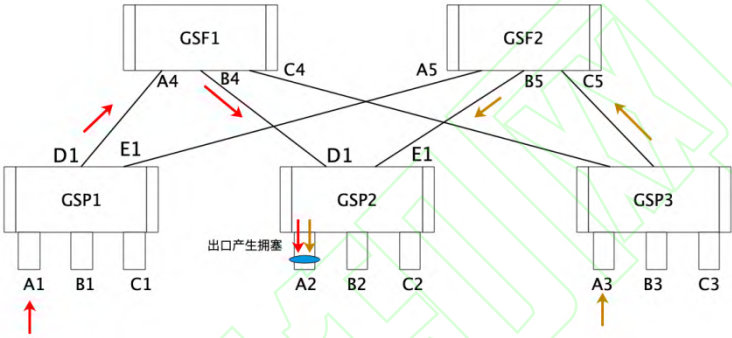 GSF1
GSF2
A4
B4
C4
A5
B5
C5
D1
E1
D1
E1
GSP1
GSP2
GSP3
出口产生拥塞
A1
B1
C1
A2
B2
C2
A3
B3
C3